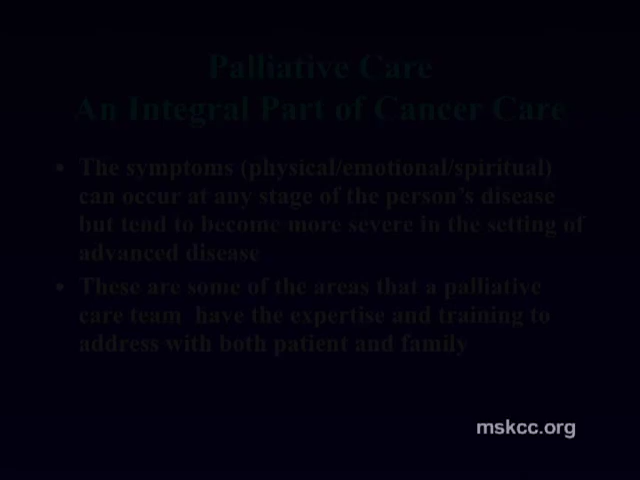 Palliative Care
An Integral Part of Cancer Care
• The symptoms (physical/emotional/spiritual)
can occur at any stage of the person's disease
but tend to become more severe in the setting of
advanced disease
• These are some of the areas that a palliative
care team have the expertise and training to
address with both patient and family
mskcc.org